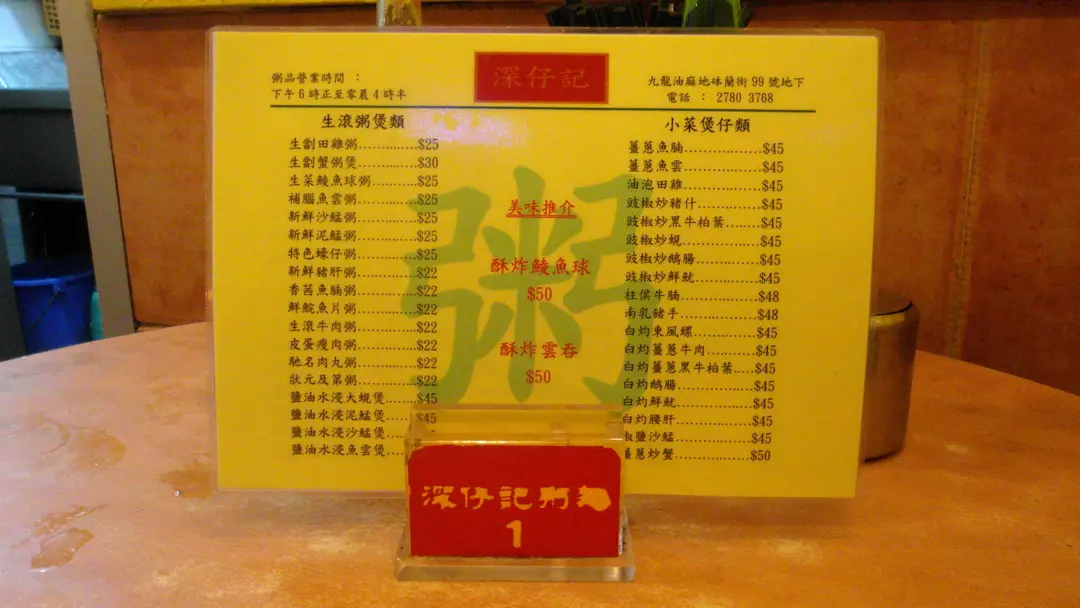 深仔記
粥品營業時間 :
下午6時正至零晨4時半
九龍油麻地砵蘭街99號地下
電話 : 2780 3768
生滾粥煲類
生劏田雞粥............$25
生劏蟹粥煲............$30
生菜鯪魚球粥.........$25
補腦魚雲粥............$25
新鮮沙鯭粥............$25
新鮮泥鯭粥............$25
特色蠔仔粥............$25
新鮮豬肝粥............$22
香茜魚腩粥............$22
鮮鯇魚片粥............$22
生滾牛肉粥............$22
皮蛋瘦肉粥............$22
馳名肉丸粥............$22
狀元及第粥............$22
鹽油水浸大蜆煲......$45
鹽油水浸泥鯭煲......$45
鹽油水浸沙鯭煲
鹽油水浸魚雲煲
粥
美味推介
酥炸鯪魚球
$50
酥炸雲吞
$50
小菜煲仔類
薑蔥魚腩...............$45
薑蔥魚雲...............$45
油泡田雞...............$45
豉椒炒豬什............$45
豉椒炒黑牛柏葉......$45
豉椒炒蜆...............$45
豉椒炒鵝腸............$45
豉椒炒鮮魷............$45
柱侯牛腩...............$48
南乳豬手...............$48
白灼東風螺............$45
白灼薑蔥牛肉.........$45
白灼薑蔥黑牛柏葉...$45
白灼鵝腸...............$45
白灼鮮魷...............$45
白灼腰肝...............$45
椒鹽沙鯭...............$45
薑蔥炒蟹...............$50
深仔記粥麵
1